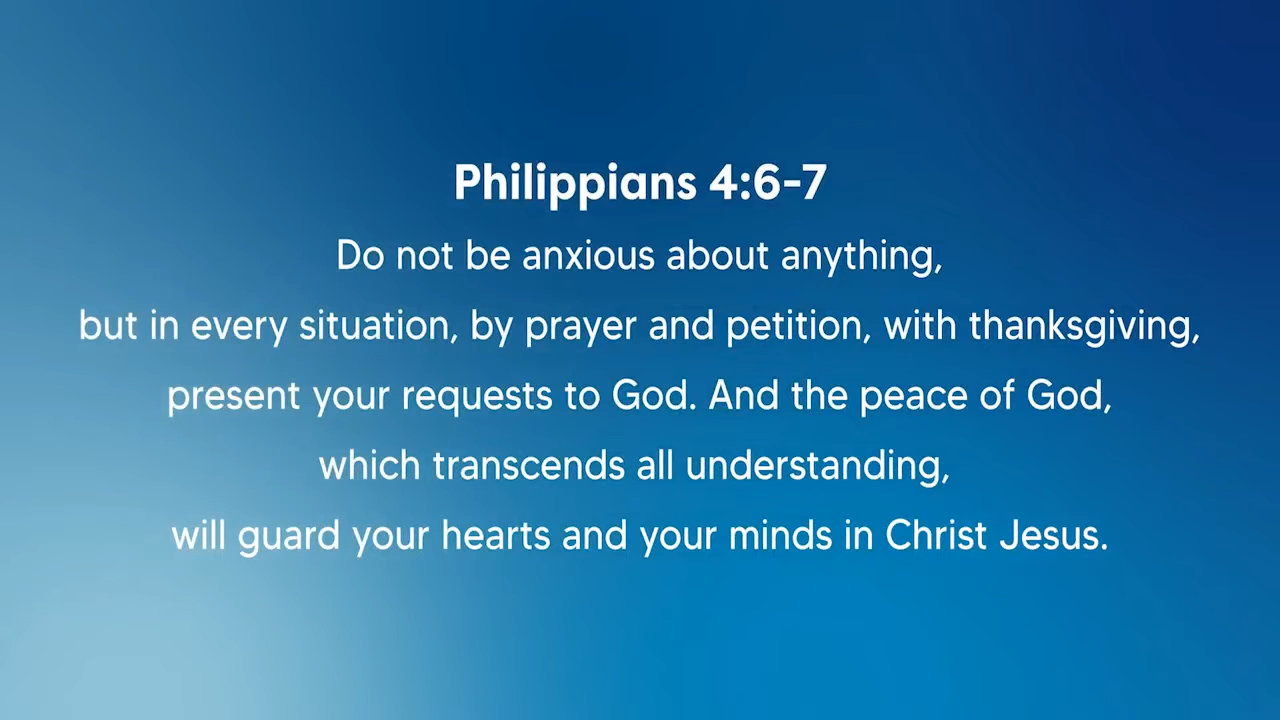 Philippians 4:6-7
Do not be anxious about anything,
but in every situation, by prayer and petition, with thanksgiving,
present your requests to God. And the peace of God,
which transcends all understanding,
will guard your hearts and your minds in Christ Jesus.